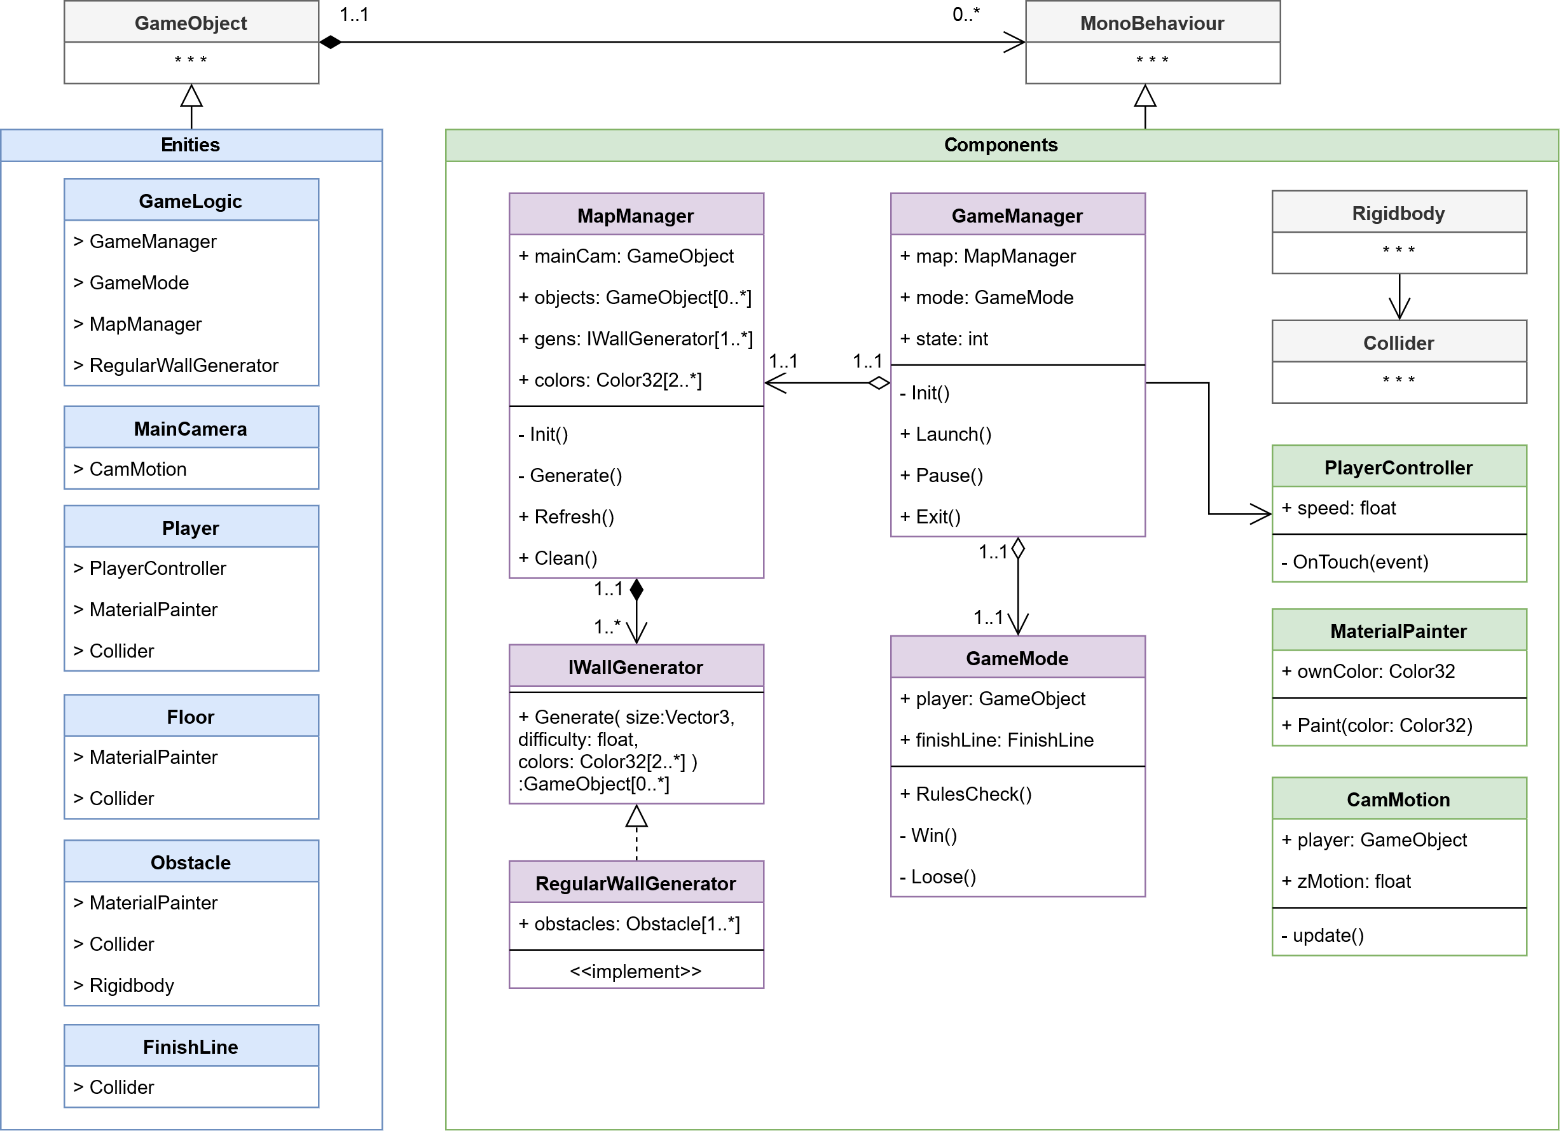 GameObject
* * *
1..1
0..*
MonoBehaviour
* * *
Enities
GameLogic
> GameManager
> GameMode
> MapManager
> RegularWallGenerator
MainCamera
> CamMotion
Player
> PlayerController
> MaterialPainter
> Collider
Floor
> MaterialPainter
> Collider
Obstacle
> MaterialPainter
> Collider
> Rigidbody
FinishLine
> Collider
Components
MapManager
+ mainCam: GameObject
+ objects: GameObject[0..*]
+ gens: IWallGenerator[1..*]
+ colors: Color32[2..*]
- Init()
- Generate()
+ Refresh()
+ Clean()
1..1
1..*
IWallGenerator
+ Generate( size:Vector3,
difficulty: float,
colors: Color32[2..*] )
:GameObject[0..*]
RegularWallGenerator
+ obstacles: Obstacle[1..*]
<<implement>>
1..1
1..1
GameManager
+ map: MapManager
+ mode: GameMode
+ state: int
- Init()
+ Launch()
+ Pause()
+ Exit()
1..1
1..1
GameMode
+ player: GameObject
+ finishLine: FinishLine
+ RulesCheck()
- Win()
- Loose()
Rigidbody
* * *
Collider
* * *
PlayerController
+ speed: float
- OnTouch(event)
MaterialPainter
+ ownColor: Color32
+ Paint(color: Color32)
CamMotion
+ player: GameObject
+ zMotion: float
- update()